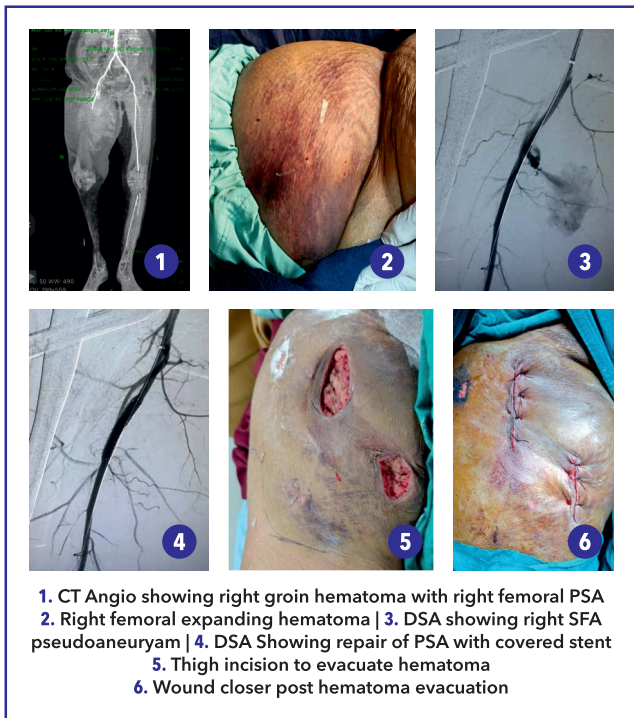 1
2
3
4
5
6
1. CT Angio showing right groin hematoma with right femoral PSA
2. Right femoral expanding hematoma | 3. DSA showing right SFA
pseudoaneuryam | 4. DSA Showing repair of PSA with covered stent
5. Thigh incision to evacuate hematoma
6. Wound closer post hematoma evacuation